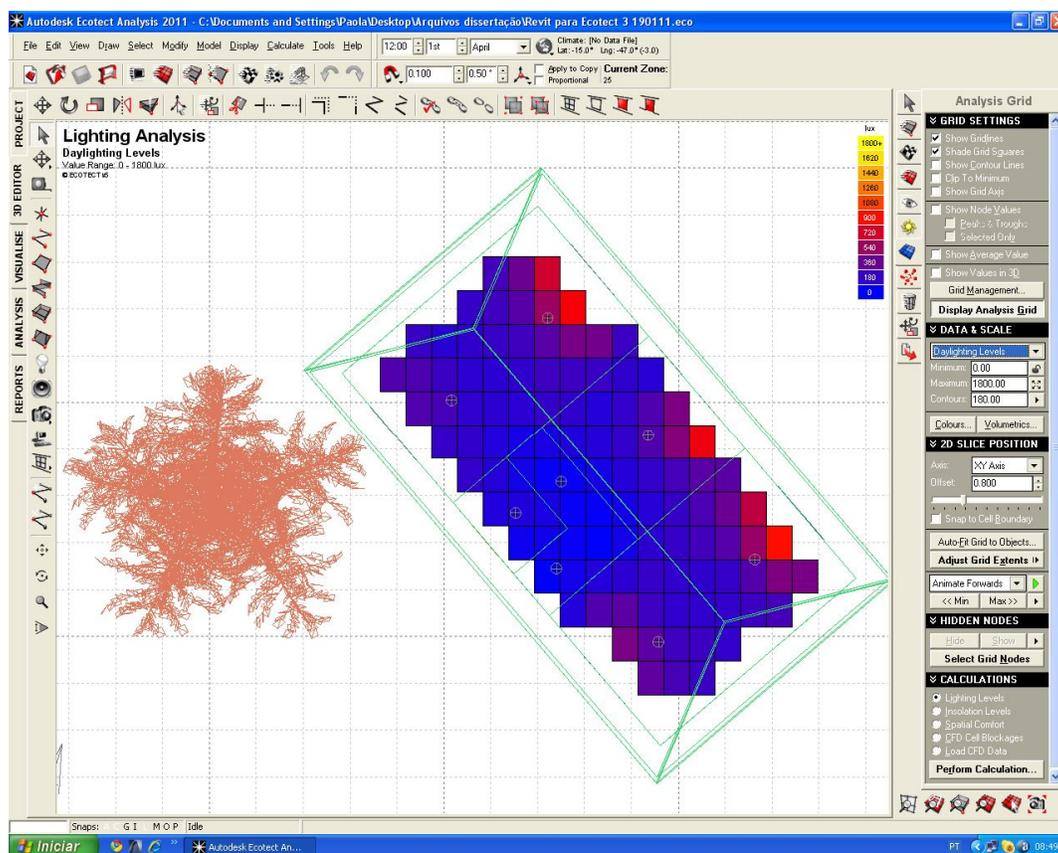 Autodesk Ecotect Analysis 2011 - C:\Documents and Settings\Paola\Desktop\Arquivos dissertação\Revit para Ecotect 3 190111.eco
File Edit View Draw Select Modify Model Display Calculate Tools Help
12:00 1st April
Climate: [No Data File]
Lat: -15.0° Lng:-47.0° (-3.0)
0.100 0.50°
Apply to Copy
Proportional
Current Zone:
25
PROJECT
3D EDITOR
VISUALISE
ANALYSIS
REPORTS
Lighting Analysis
Daylighting Levels
Value Range: 0 - 1800 lux
© ECOTECT v5
lux
1800+
1620
1440
1260
1080
900
720
540
360
180
0
Analysis Grid
GRID SETTINGS
Show Gridlines
Shade Grid Squares
Show Contour Lines
Clip To Minimum
Show Grid Axis
Show Node Values
Peaks & Troughs
Selected Only
Show Average Value
Show Values in 3D
Grid Management...
Display Analysis Grid
DATA & SCALE
Daylighting Levels
Minimum: 0.00
Maximum: 1800.00
Contours: 180.00
Colours... Volumetrics...
2D SLICE POSITION
Axis: XY Axis
Offset: 0.800
Snap to Cell Boundary
Auto-Fit Grid to Objects...
Adjust Grid Extents
Animate Forwards
<< Min Max >>
HIDDEN NODES
Hide Show
Select Grid Nodes
CALCULATIONS
Lighting Levels
Insolation Levels
Spatial Comfort
CFD Cell Blockages
Load CFD Data
Perform Calculation...
Snaps: G I M O P Idle
Iniciar
Autodesk Ecotect An...
PT
08:49